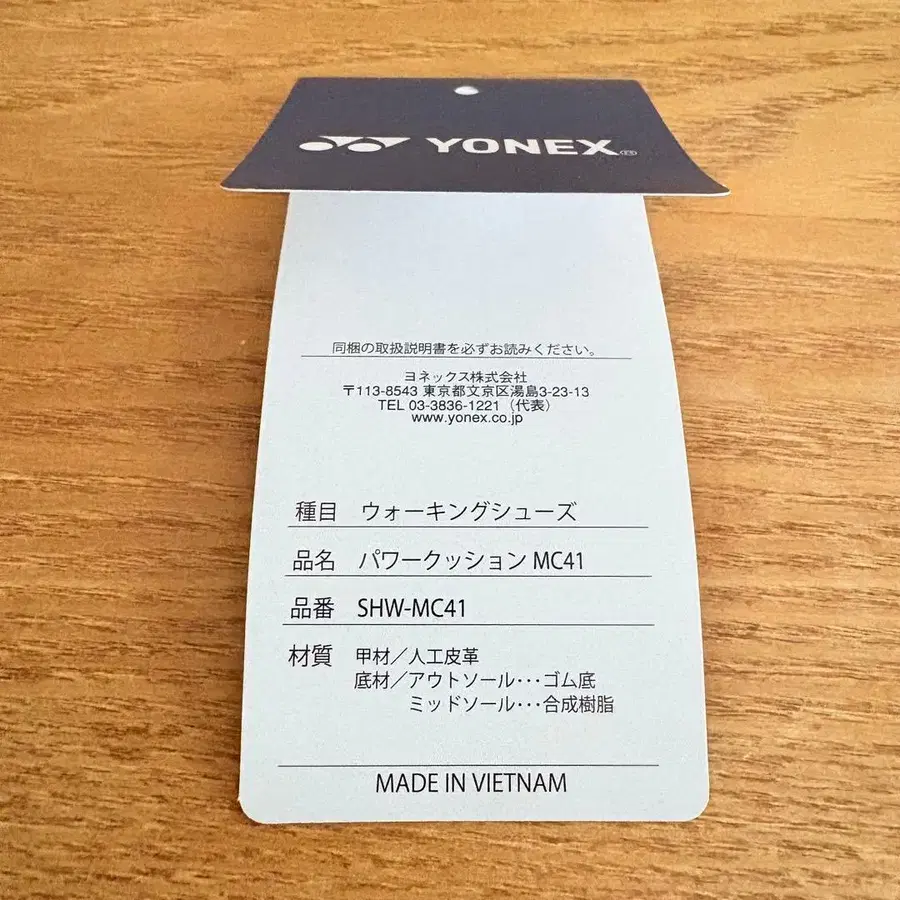 YONEX®
同梱の取扱説明書を必ずお読みください。
ヨネックス株式会社
〒113-8543 東京都文京区湯島3-23-13
TEL 03-3836-1221（代表）
www.yonex.co.jp
種目 ウォーキングシューズ
品名 パワークッション MC41
品番 SHW-MC41
材質 甲材／人工皮革
底材／アウトソール･･･ゴム底
ミッドソール･･･合成樹脂
MADE IN VIETNAM